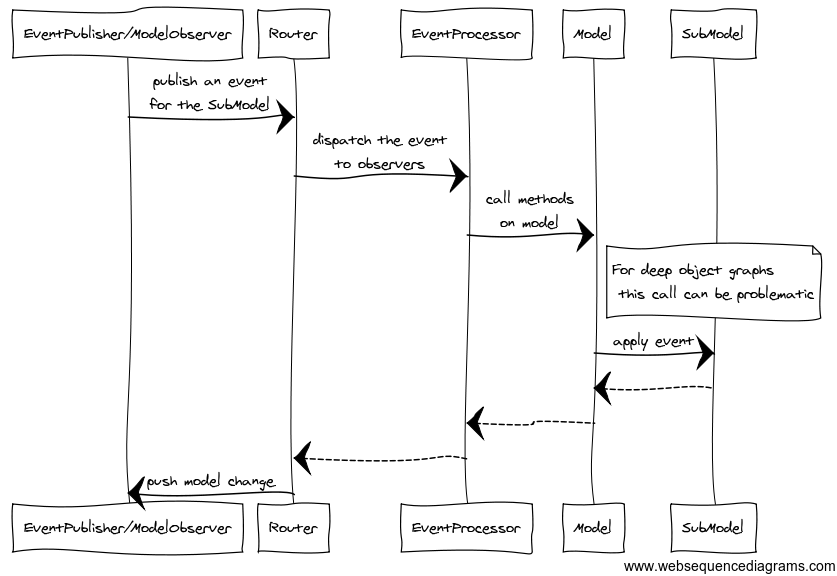 EventPublisher/ModelObserver
Router
EventProcessor
Model
SubModel
publish an event
for the SubModel
dispatch the event
to observers
call methods
on model
For deep object graphs
this call can be problematic
apply event
push model change
EventPublisher/ModelObserver
Router
EventProcessor
Model
SubModel
www.websequencediagrams.com